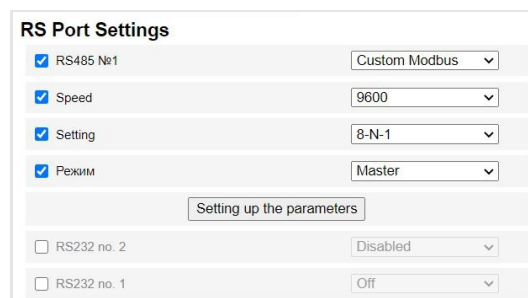 RS Port Settings
RS485 №1 Custom Modbus
Speed 9600
Setting 8-N-1
Режим Master
Setting up the parameters
RS232 no. 2 Disabled
RS232 no. 1 Off